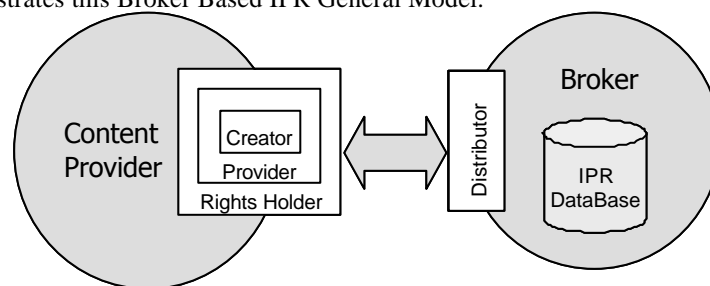 strates this Broker Based IPR General Model.
Content
Provider
Creator
Provider
Rights Holder
Distributor
Broker
IPR
DataBase